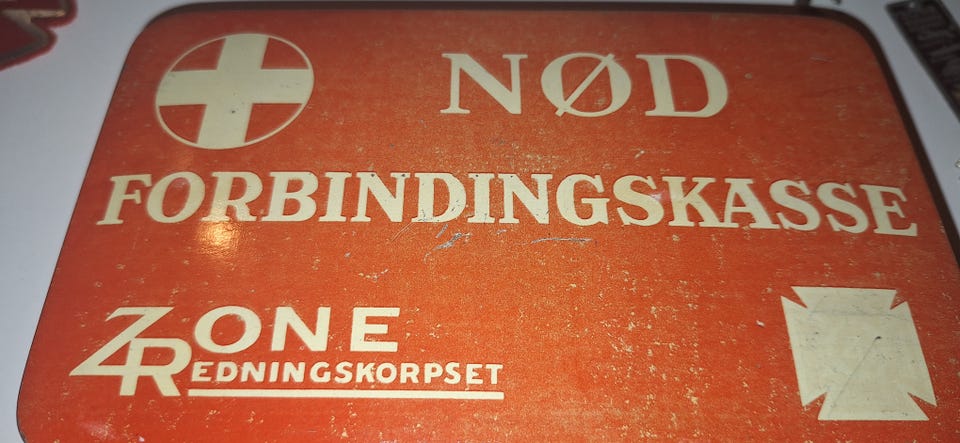 NØD
FORBINDINGSKASSE
ZONE
REDNINGSKORPSET